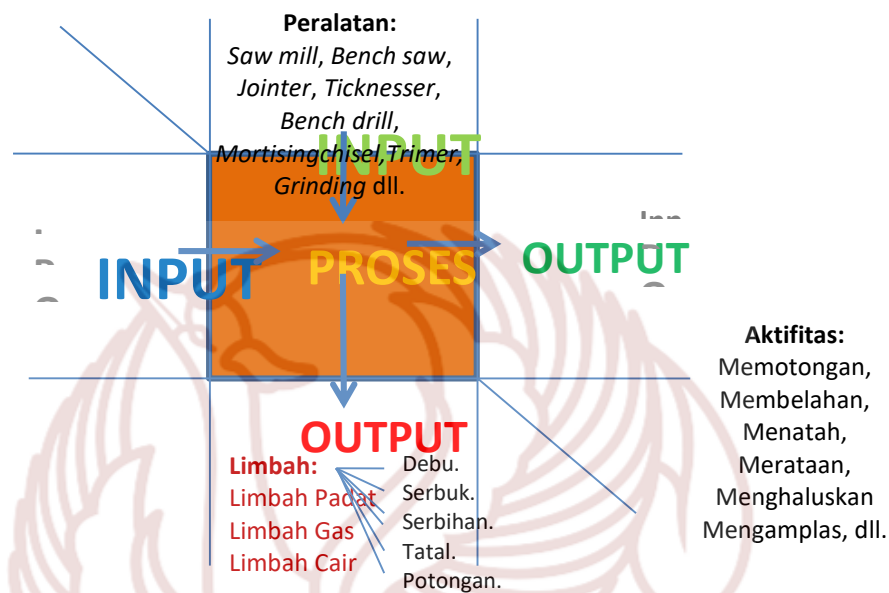 Peralatan:
Saw mill, Bench saw,
Jointer, Ticknesser,
Bench drill,
INPUT
Mortisingchisel,Trimer,
Grinding dll.
INPUT
PROSES
OUTPUT
Aktifitas:
Memotongan,
Membelahan,
Menatah,
Merataan,
Menghaluskan
Mengamplas, dll.
OUTPUT
Limbah:
Limbah Padat
Limbah Gas
Limbah Cair
Debu.
Serbuk.
Serbihan.
Tatal.
Potongan.